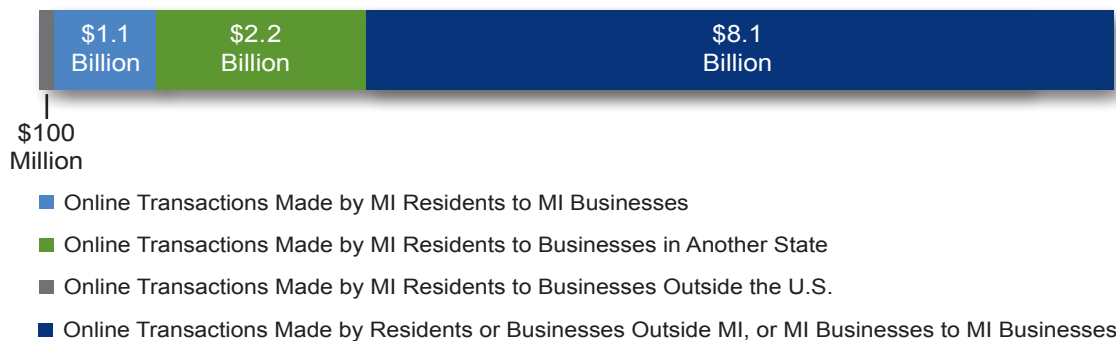 $1.1
Billion
$2.2
Billion
$8.1
Billion
$100
Million
Online Transactions Made by MI Residents to MI Businesses
Online Transactions Made by MI Residents to Businesses in Another State
Online Transactions Made by MI Residents to Businesses Outside the U.S.
Online Transactions Made by Residents or Businesses Outside MI, or MI Businesses to MI Businesses